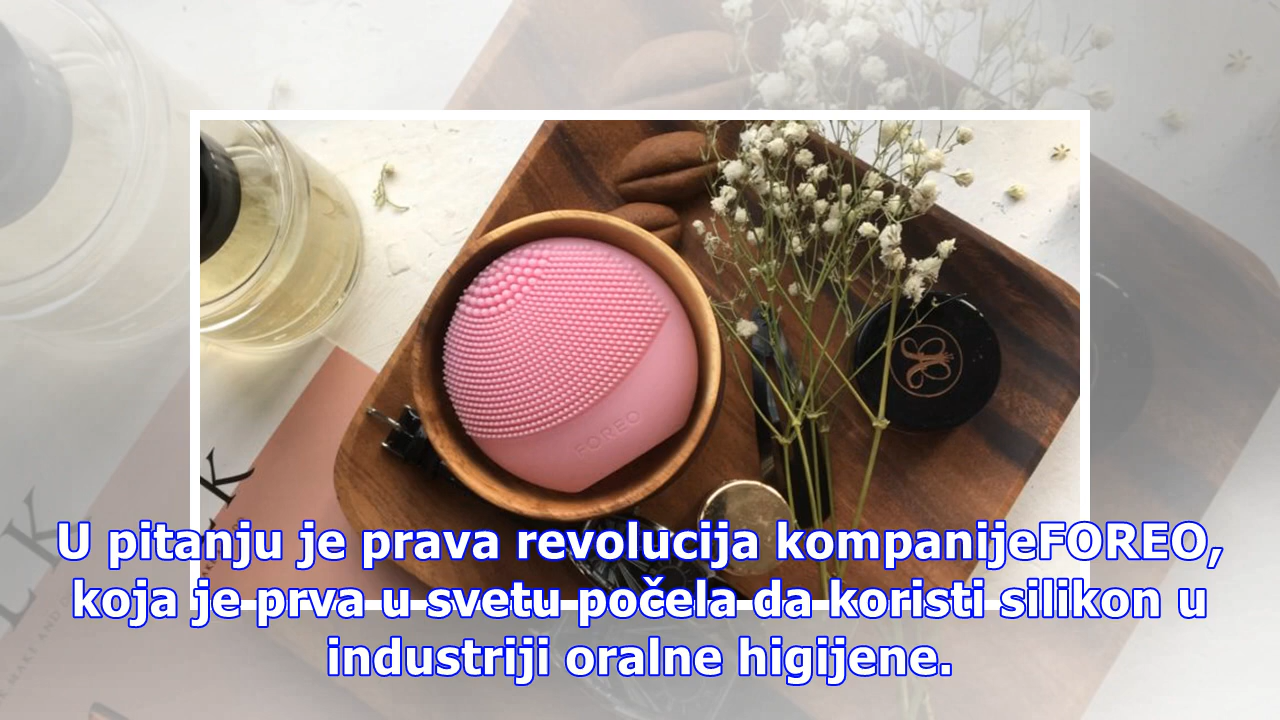 FOREO
U pitanju je prava revolucija kompanijeFOREO,
koja je prva u svetu počela da koristi silikon u
industriji oralne higijene.